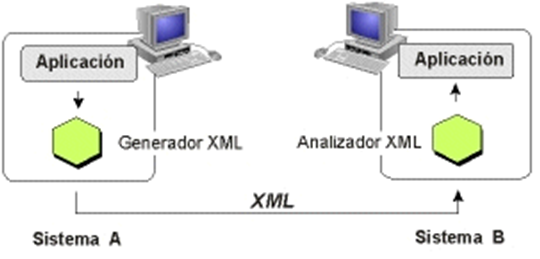 Aplicación
Aplicación
Generador XML
Analizador XML
XML
Sistema A
Sistema B